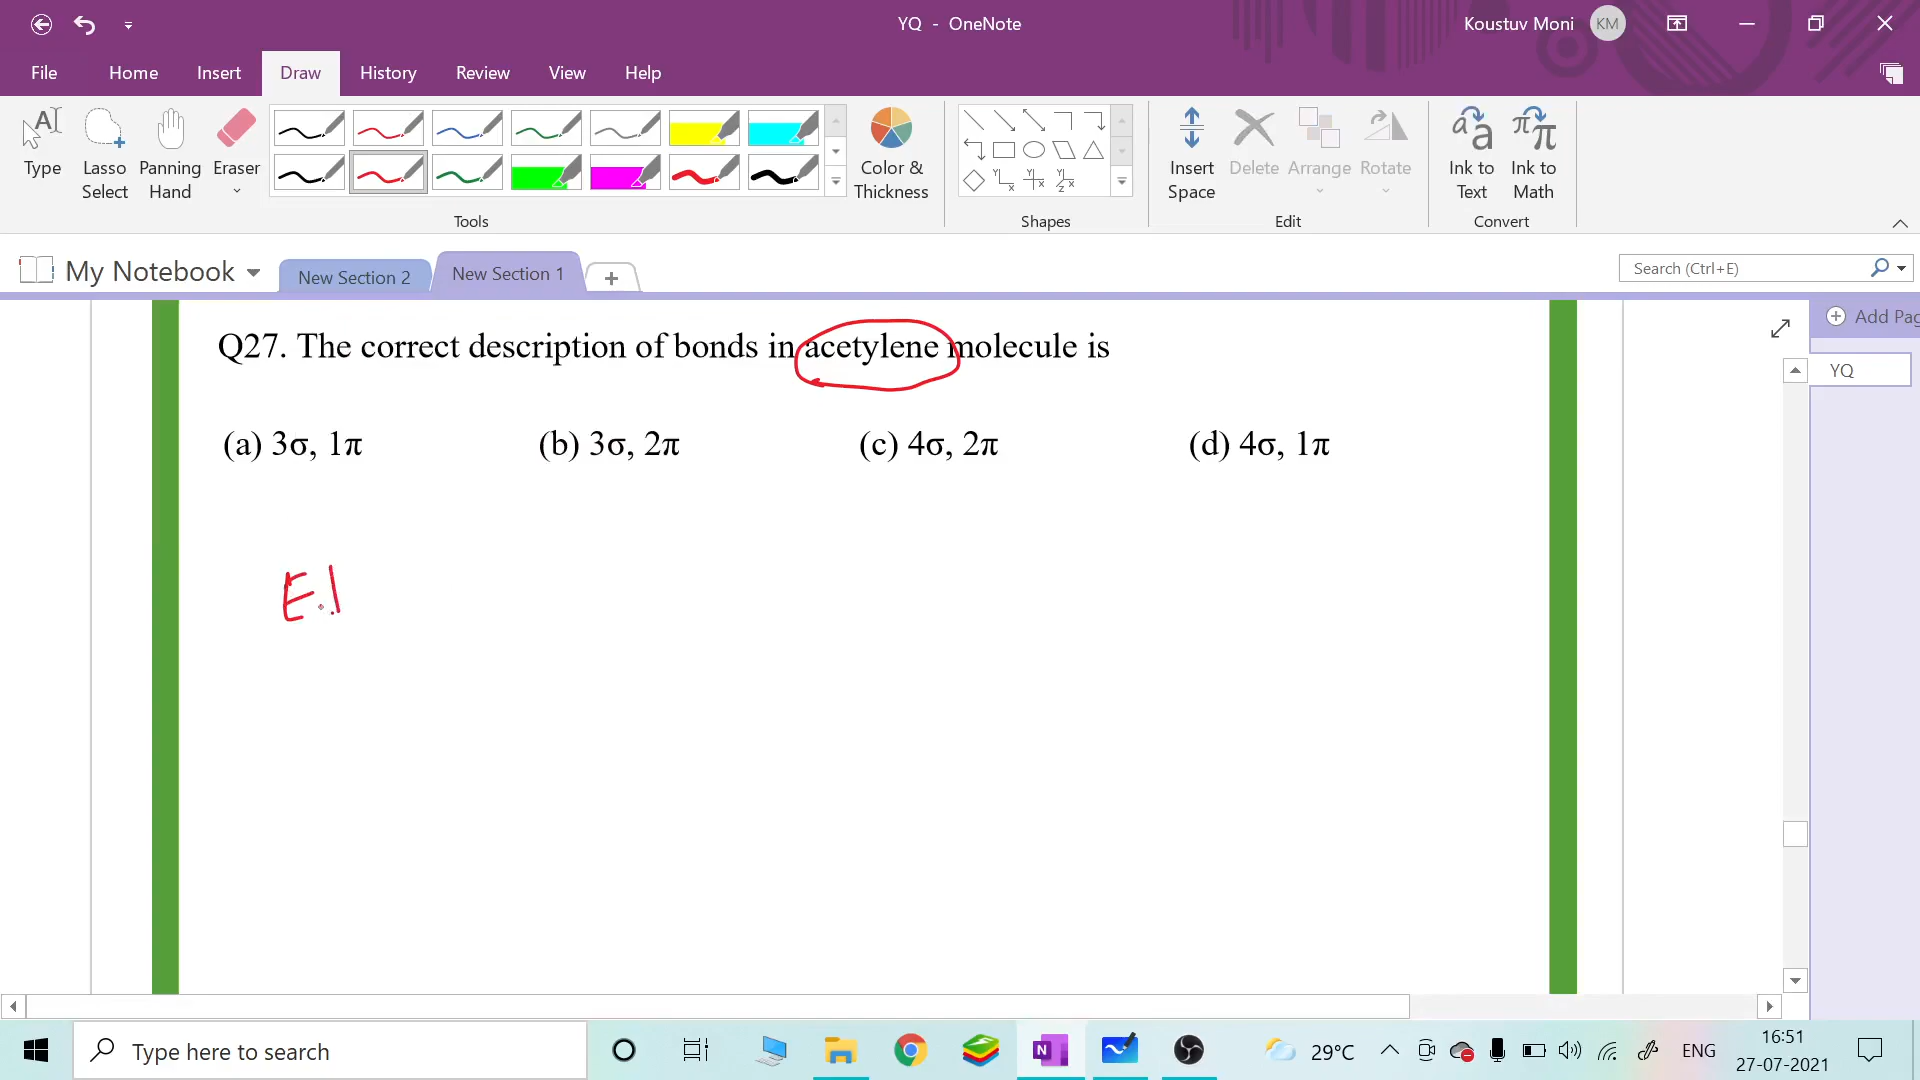 YQ - OneNote
Koustuv Moni KM
File Home Insert Draw History Review View Help
Type
Lasso Select
Panning Hand
Eraser
Color & Thickness
Insert Space
Delete
Arrange
Rotate
Ink to Text
Ink to Math
Tools
Shapes
Edit
Convert
My Notebook
New Section 2
New Section 1
Search (Ctrl+E)
Add Pag
YQ
Q27. The correct description of bonds in acetylene molecule is
(a) 3σ, 1π (b) 3σ, 2π (c) 4σ, 2π (d) 4σ, 1π
Type here to search
29°C
ENG
16:51
27-07-2021